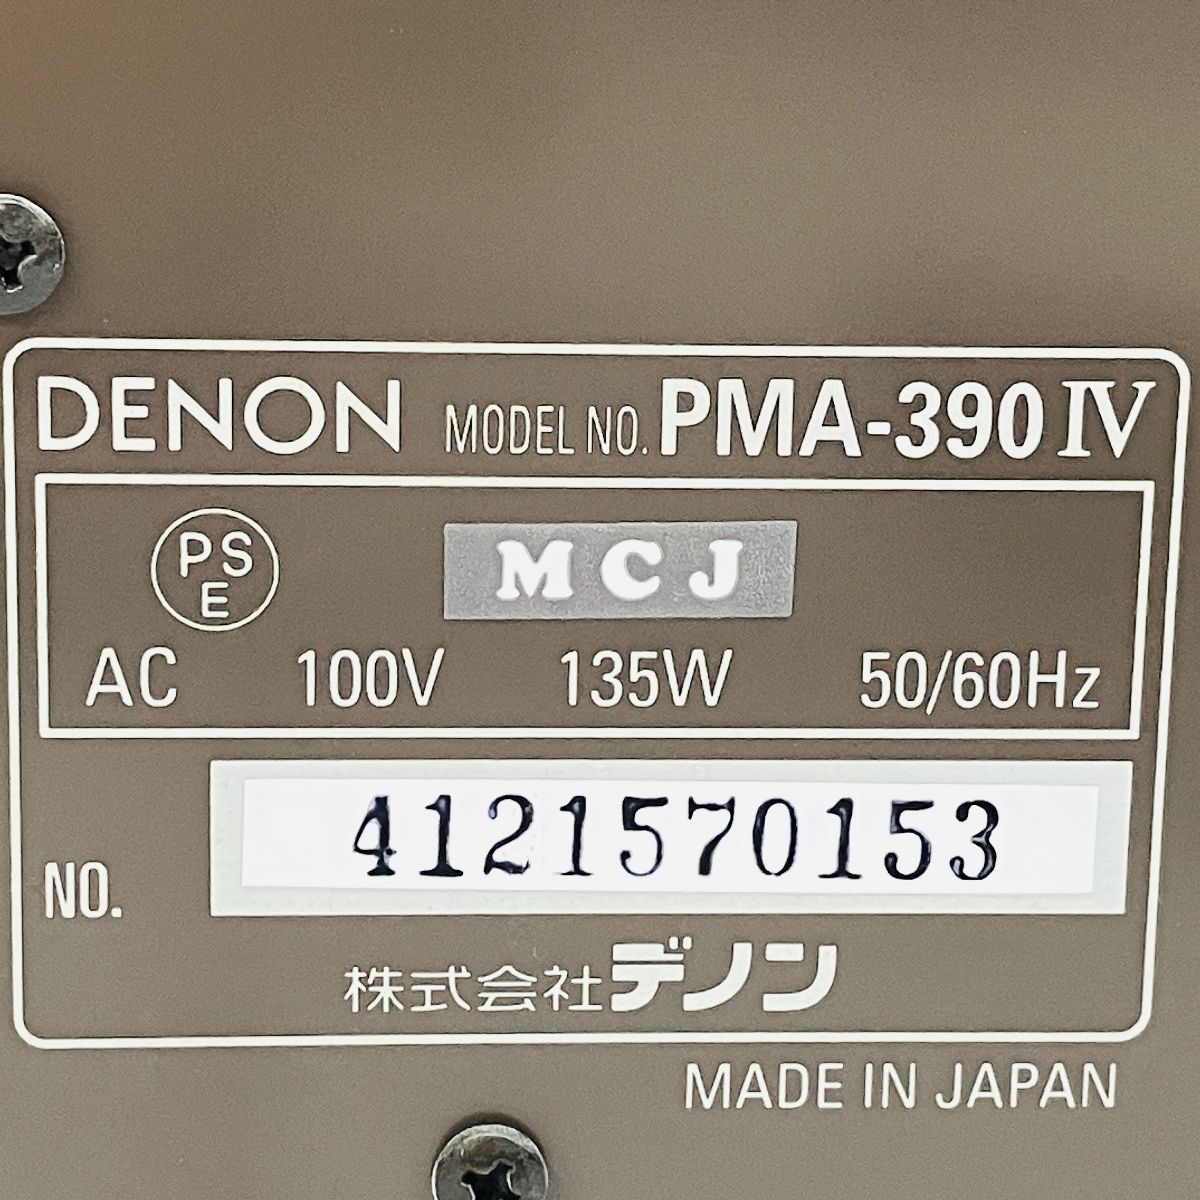 DENON MODEL NO. PMA-390 IV
PS
E
MCJ
AC 100V 135W 50/60Hz
NO. 4121570153
株式会社デノン
MADE IN JAPAN